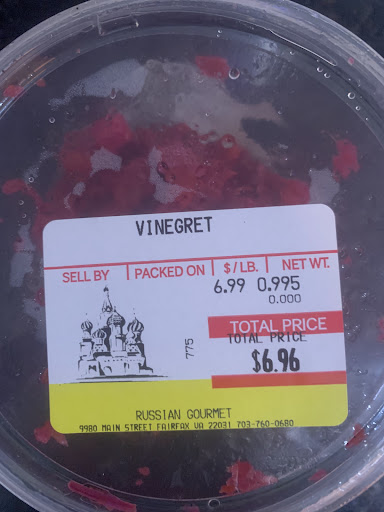 VINEGRET
SELL BY PACKED ON $/LB. NET WT.
6.99 0.995
0.000
775
TOTAL PRICE
TOTAL PRICE
$6.96
RUSSIAN GOURMET
9980 MAIN STREET FAIRFAX VA 22031 703-760-0680